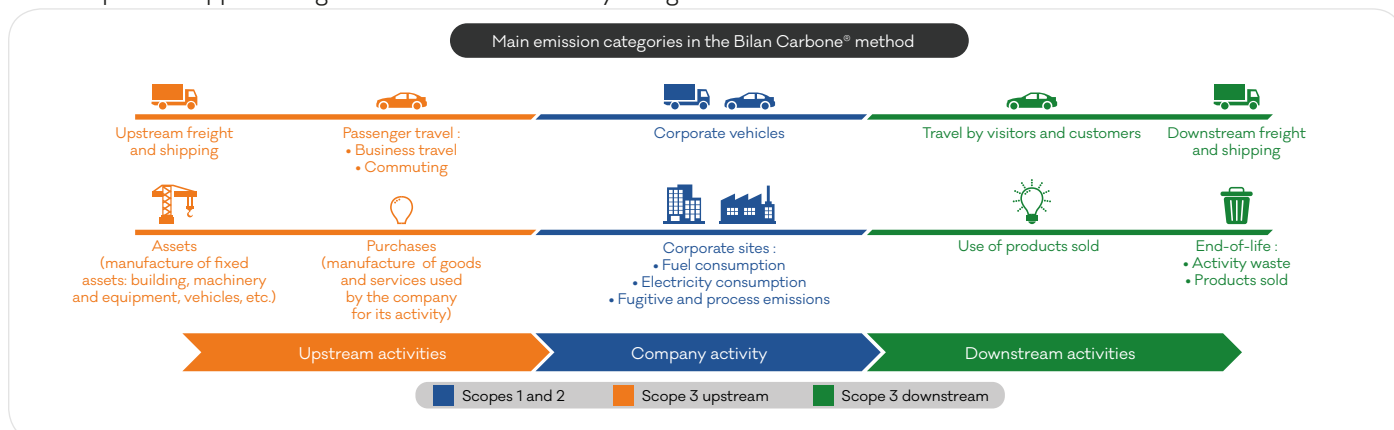 Main emission categories in the Bilan Carbone® method
Upstream freight
and shipping
Passenger travel :
• Business travel
• Commuting
Corporate vehicles
Travel by visitors and customers
Downstream freight
and shipping
Assets
(manufacture of fixed
assets: building, machinery
and equipment, vehicles, etc.)
Purchases
(manufacture of goods
and services used
by the company
for its activity)
Corporate sites :
• Fuel consumption
• Electricity consumption
• Fugitive and process emissions
Use of products sold
End-of-life :
• Activity waste
• Products sold
Upstream activities
Company activity
Downstream activities
Scopes 1 and 2
Scope 3 upstream
Scope 3 downstream